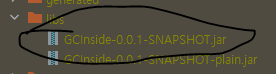 generated
libs
GCinside-0.0.1-SNAPSHOT.jar
GCinside-0.0.1-SNAPSHOT-plain.jar